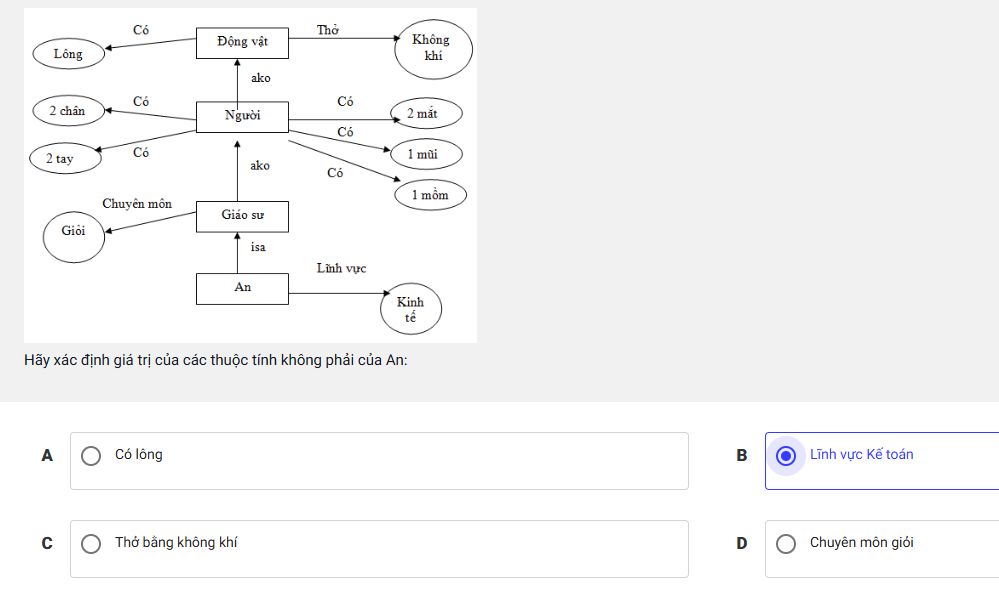 Có
Thở
Động vật
Không
khí
Lông
ako
Có
Có
2 chân
Người
2 mắt
Có
Có
2 tay
1 mũi
ako
Có
1 mồm
Chuyên môn
Giáo sư
Giỏi
isa
Lĩnh vực
An
Kinh
tế
Hãy xác định giá trị của các thuộc tính không phải của An:
A Có lông
B Lĩnh vực Kế toán
C Thở bằng không khí
D Chuyên môn giỏi